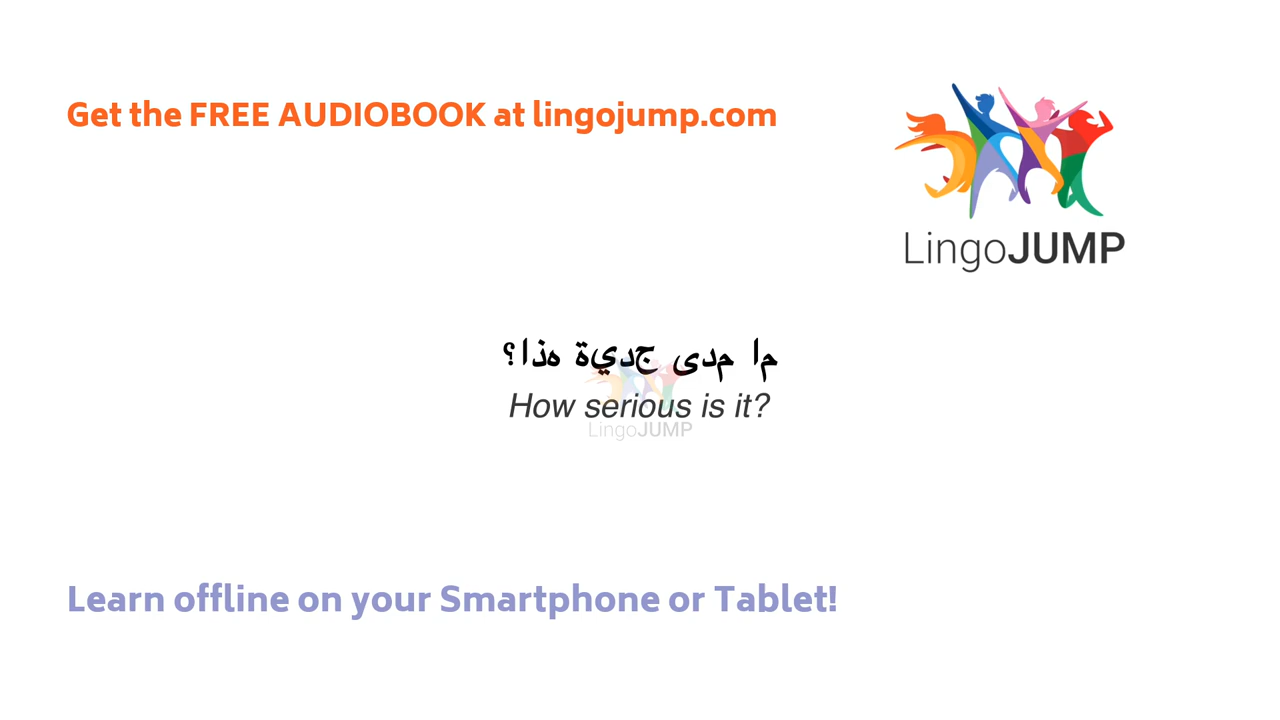 Get the FREE AUDIOBOOK at lingojump.com
LingoJUMP
ما مدى جدية هذا؟
How serious is it?
LingoJUMP
Learn offline on your Smartphone or Tablet!